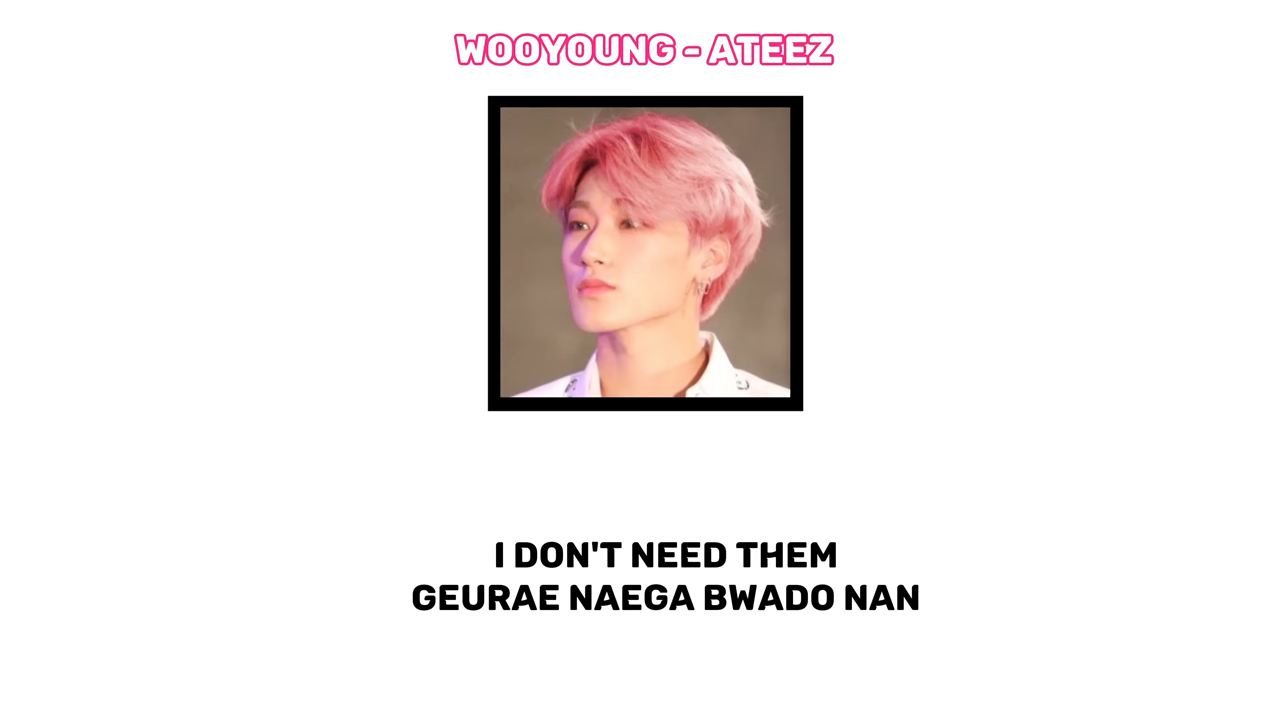 WOOYOUNG - ATEEZ
I DON'T NEED THEM
GEURAE NAEGA BWADO NAN